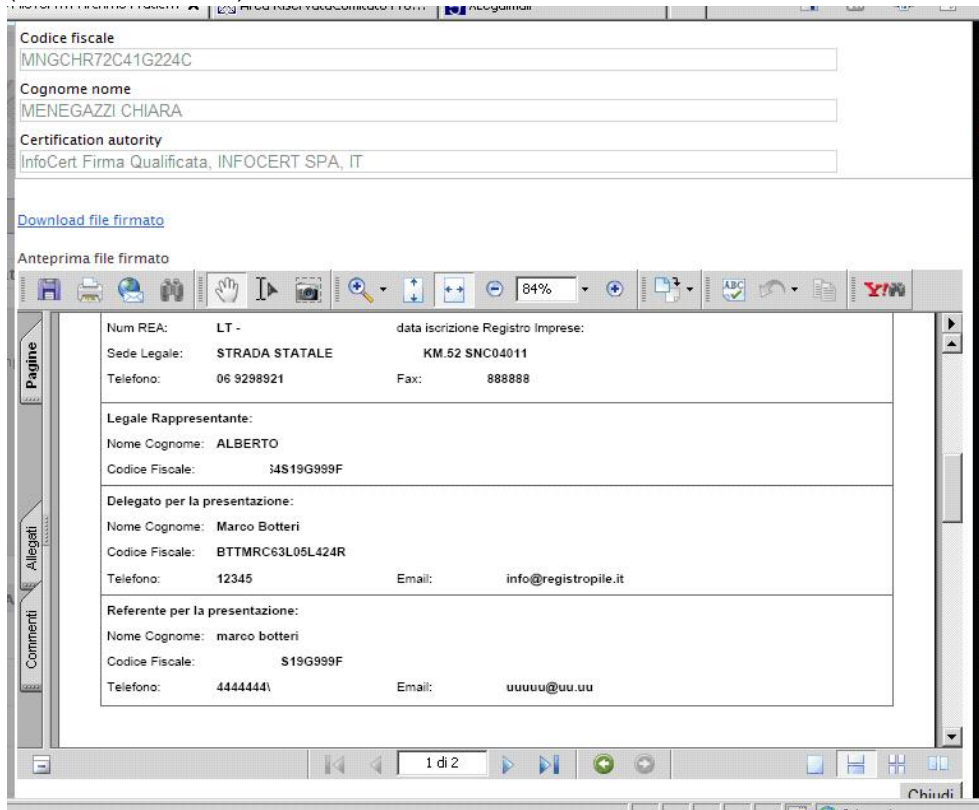 Codice fiscale
MNGCHR72C41G224C
Cognome nome
MENEGAZZI CHIARA
Certification autority
InfoCert Firma Qualificata, INFOCERT SPA, IT
Download file firmato
Anteprima file firmato
84%
ABC
Y!
Pagine
Allegati
Commenti
Num REA: LT - data iscrizione Registro Imprese:
Sede Legale: STRADA STATALE KM.52 SNC04011
Telefono: 06 9298921 Fax: 888888
Legale Rappresentante:
Nome Cognome: ALBERTO
Codice Fiscale: 64S19G999F
Delegato per la presentazione:
Nome Cognome: Marco Botteri
Codice Fiscale: BTTMRC63L05L424R
Telefono: 12345 Email: info@registropile.it
Referente per la presentazione:
Nome Cognome: marco botteri
Codice Fiscale: S19G999F
Telefono: 4444444\ Email: uuuuu@uu.uu
1 di 2
Chiudi